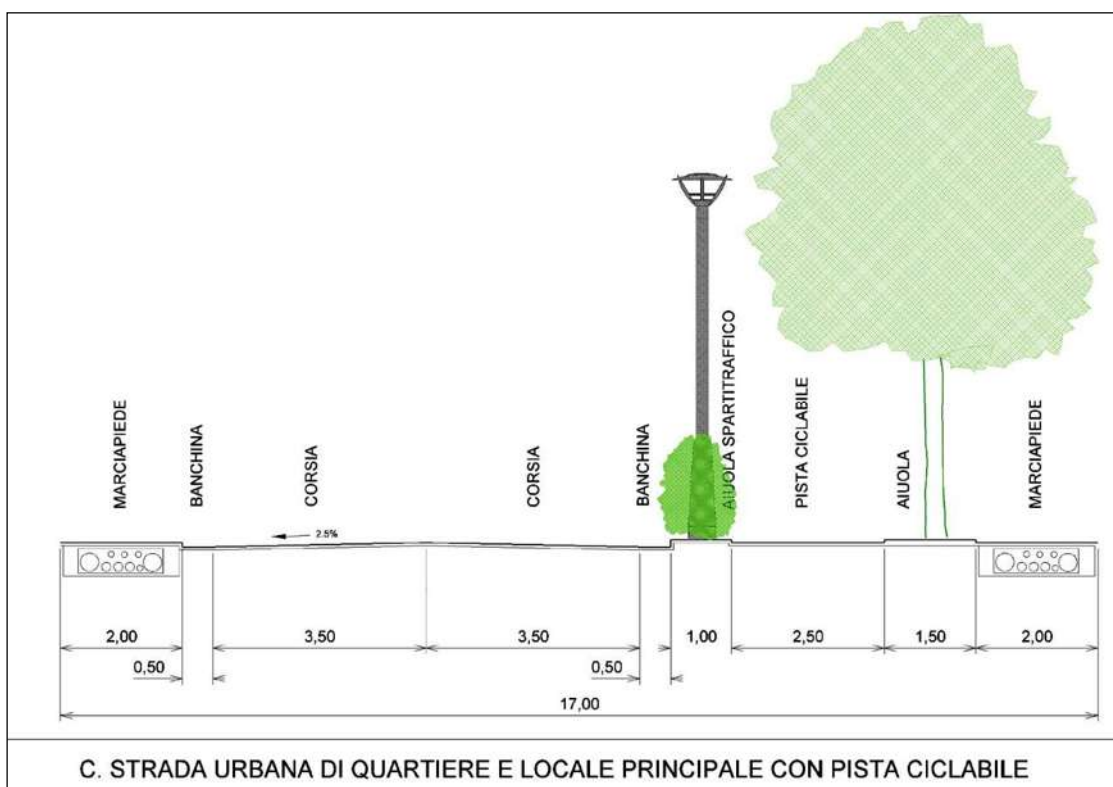 MARCIAPIEDE
BANCHINA
CORSIA
CORSIA
BANCHINA
AIUOLA SPARTITRAFFICO
PISTA CICLABILE
AIUOLA
MARCIAPIEDE
2.5%
2,00
3,50
3,50
1,00
2,50
1,50
2,00
0,50
0,50
17,00
C. STRADA URBANA DI QUARTIERE E LOCALE PRINCIPALE CON PISTA CICLABILE